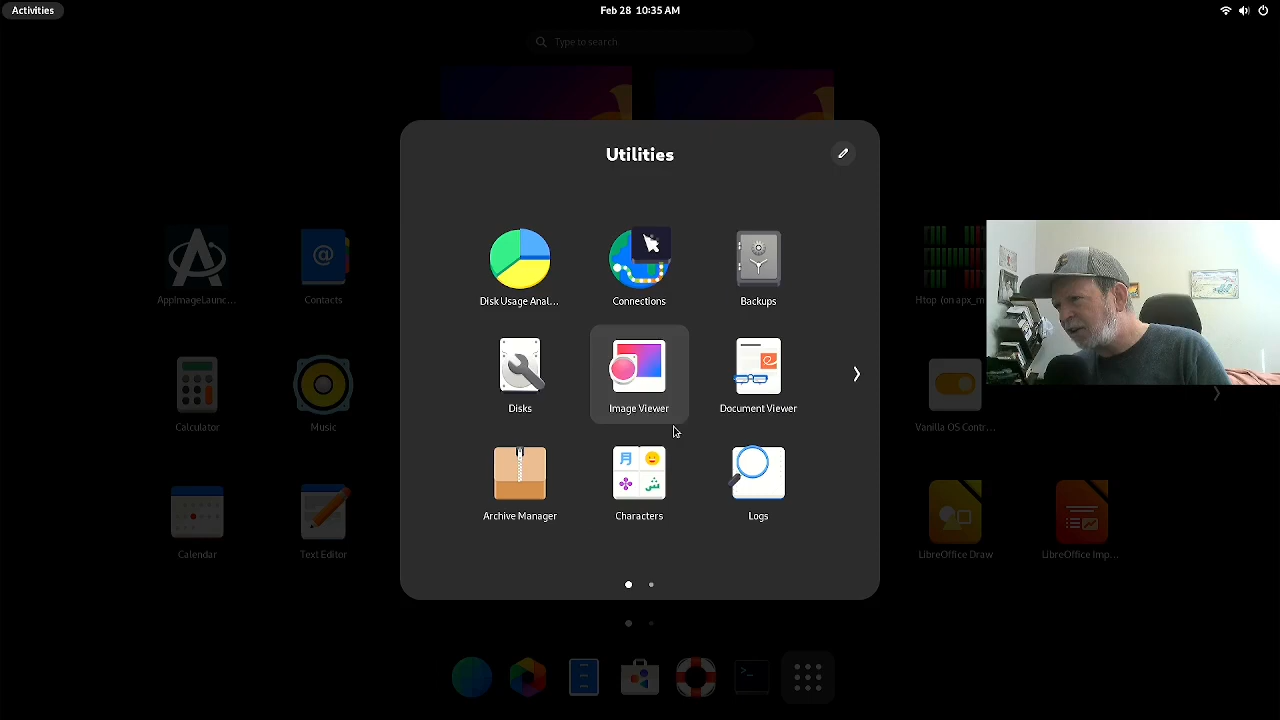 Activities
Feb 28 10:35 AM
Type to search
Utilities
Disk Usage Anal...
Connections
Backups
AppImageLaunc...
Contacts
Htop (on apx_m
Disks
Image Viewer
Document Viewer
Calculator
Music
Vanilla OS Contr...
Archive Manager
Characters
Logs
Calendar
Text Editor
LibreOffice Draw
LibreOffice Imp...